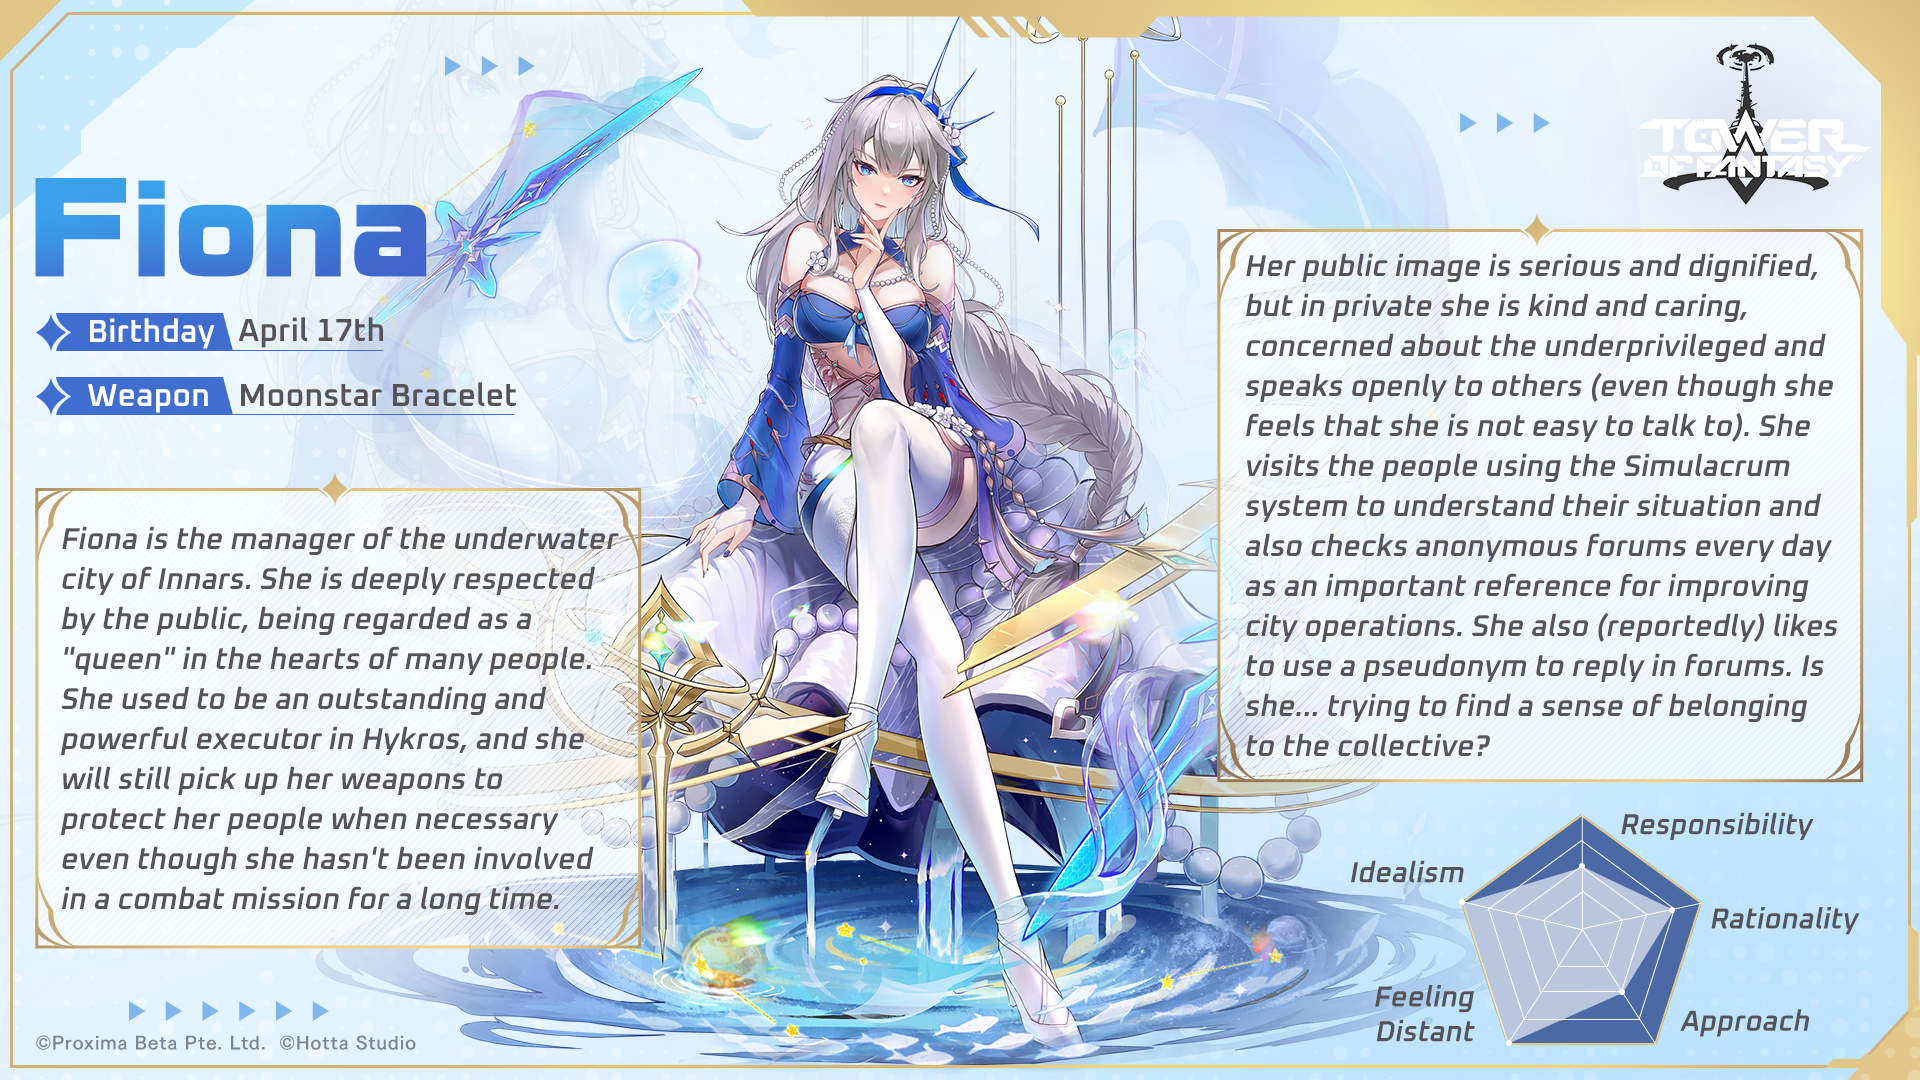 TOWER
OF FANTASY
Fiona
Birthday April 17th
Weapon Moonstar Bracelet
Fiona is the manager of the underwater
city of Innars. She is deeply respected
by the public, being regarded as a
"queen" in the hearts of many people.
She used to be an outstanding and
powerful executor in Hykros, and she
will still pick up her weapons to
protect her people when necessary
even though she hasn't been involved
in a combat mission for a long time.
Her public image is serious and dignified,
but in private she is kind and caring,
concerned about the underprivileged and
speaks openly to others (even though she
feels that she is not easy to talk to). She
visits the people using the Simulacrum
system to understand their situation and
also checks anonymous forums every day
as an important reference for improving
city operations. She also (reportedly) likes
to use a pseudonym to reply in forums. Is
she... trying to find a sense of belonging
to the collective?
Responsibility
Idealism
Rationality
Feeling
Distant
Approach
©Proxima Beta Pte. Ltd. ©Hotta Studio